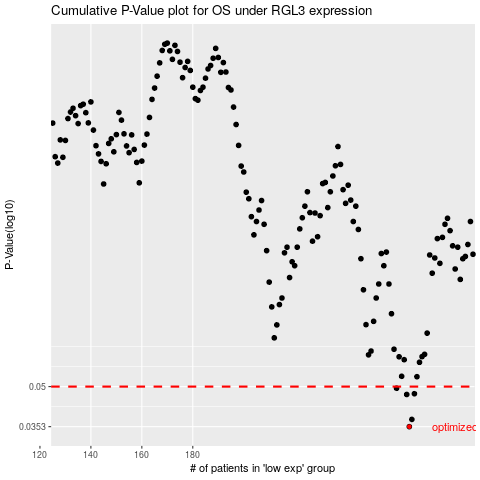 Cumulative P-Value plot for OS under RGL3 expression
P-Value(log10)
0.05
0.0353
optimized
120 140 160 180
# of patients in 'low exp' group